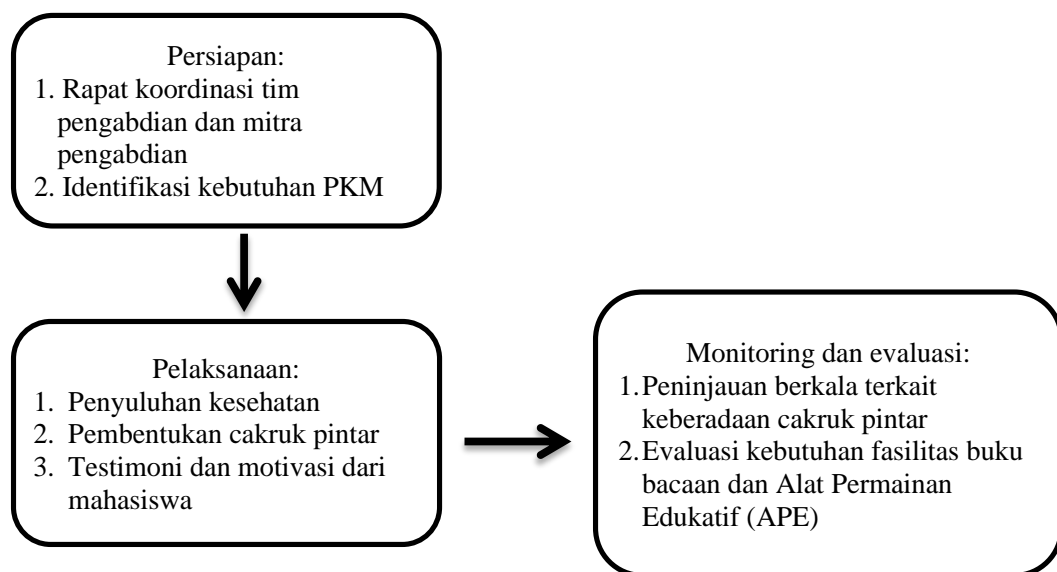 Persiapan:
1. Rapat koordinasi tim
pengabdian dan mitra
pengabdian
2. Identifikasi kebutuhan PKM
Pelaksanaan:
1. Penyuluhan kesehatan
2. Pembentukan cakruk pintar
3. Testimoni dan motivasi dari
mahasiswa
Monitoring dan evaluasi:
1. Peninjauan berkala terkait
keberadaan cakruk pintar
2. Evaluasi kebutuhan fasilitas buku
bacaan dan Alat Permainan
Edukatif (APE)